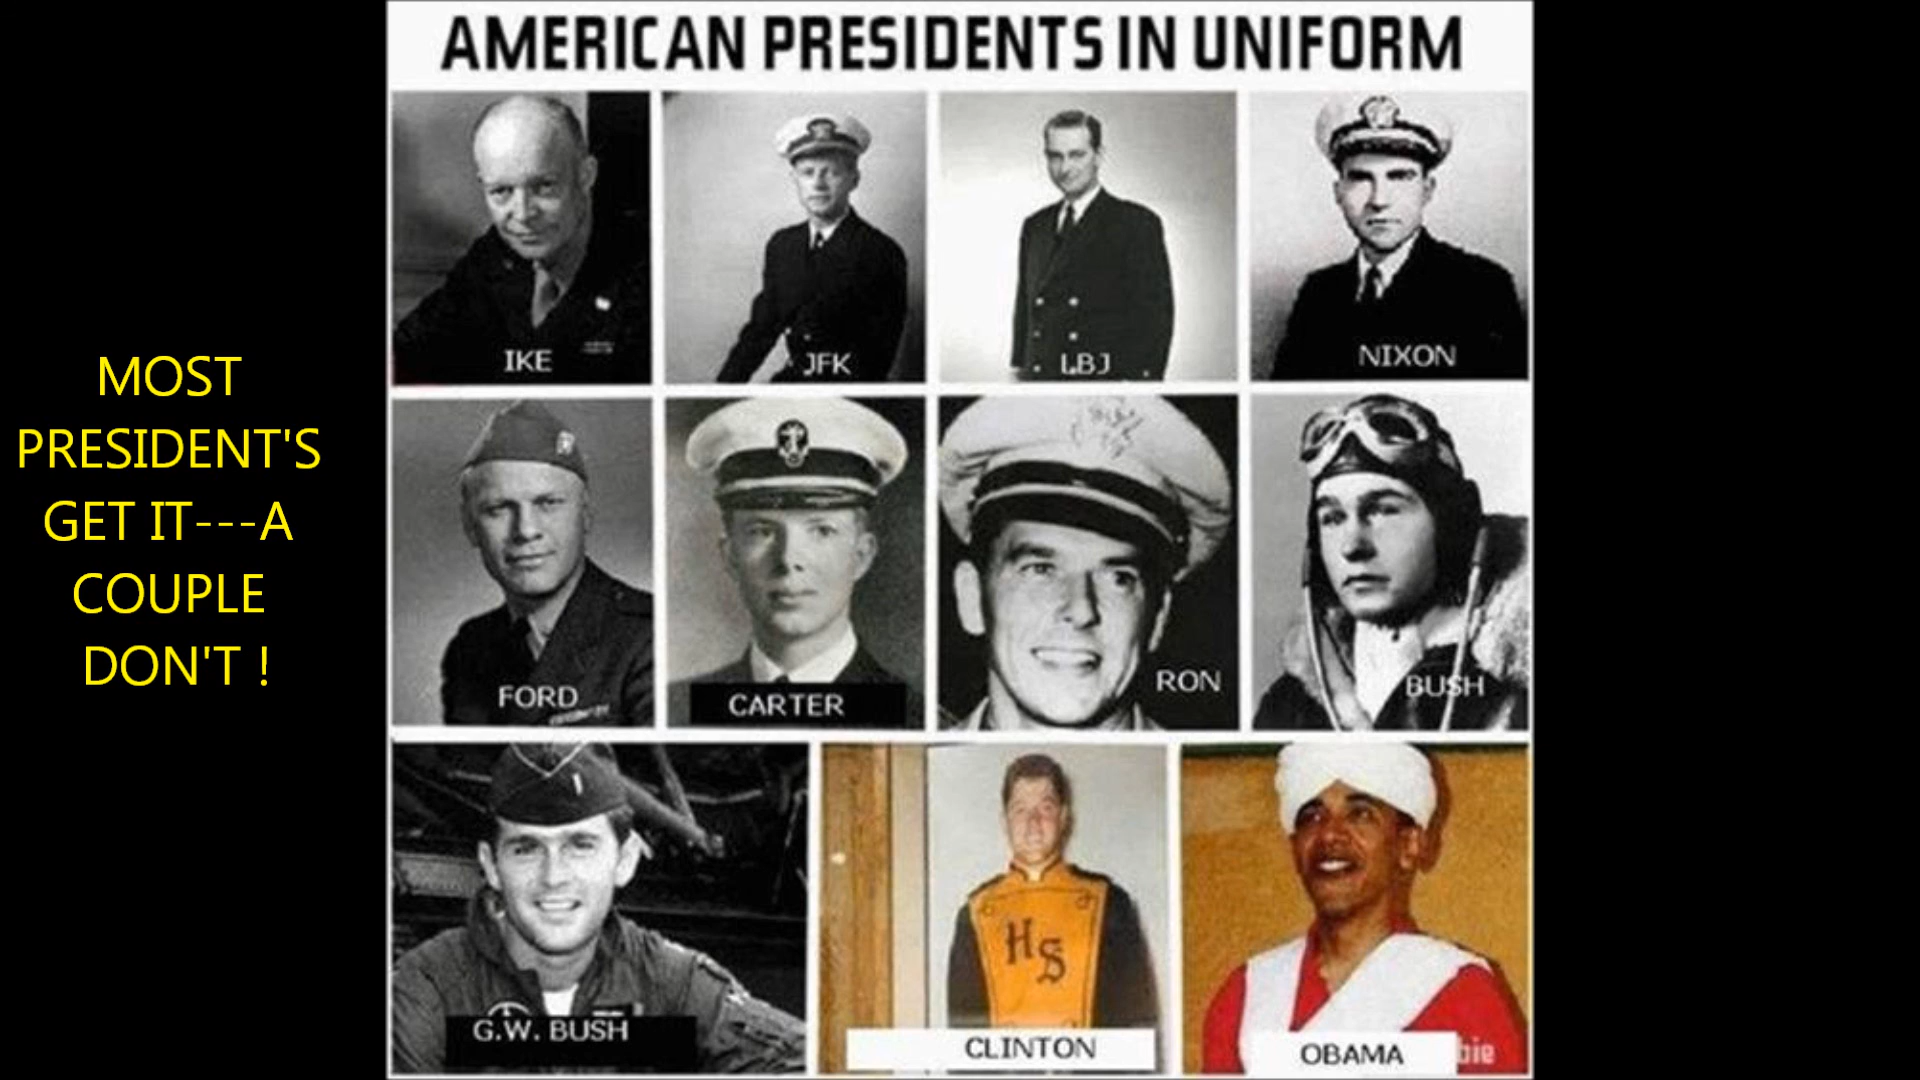 AMERICAN PRESIDENTS IN UNIFORM
MOST
PRESIDENT'S
GET IT---A
COUPLE
DON'T !
IKE
JFK
LBJ
NIXON
FORD
CARTER
RON
BUSH
G.W. BUSH
HS
CLINTON
OBAMA
bie